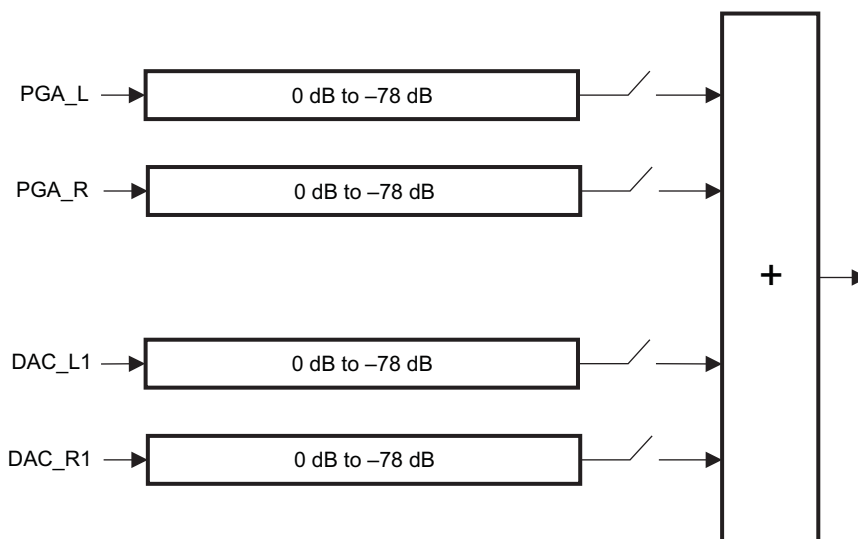 PGA_L
0 dB to –78 dB
PGA_R
0 dB to –78 dB
+
DAC_L1
0 dB to –78 dB
DAC_R1
0 dB to –78 dB